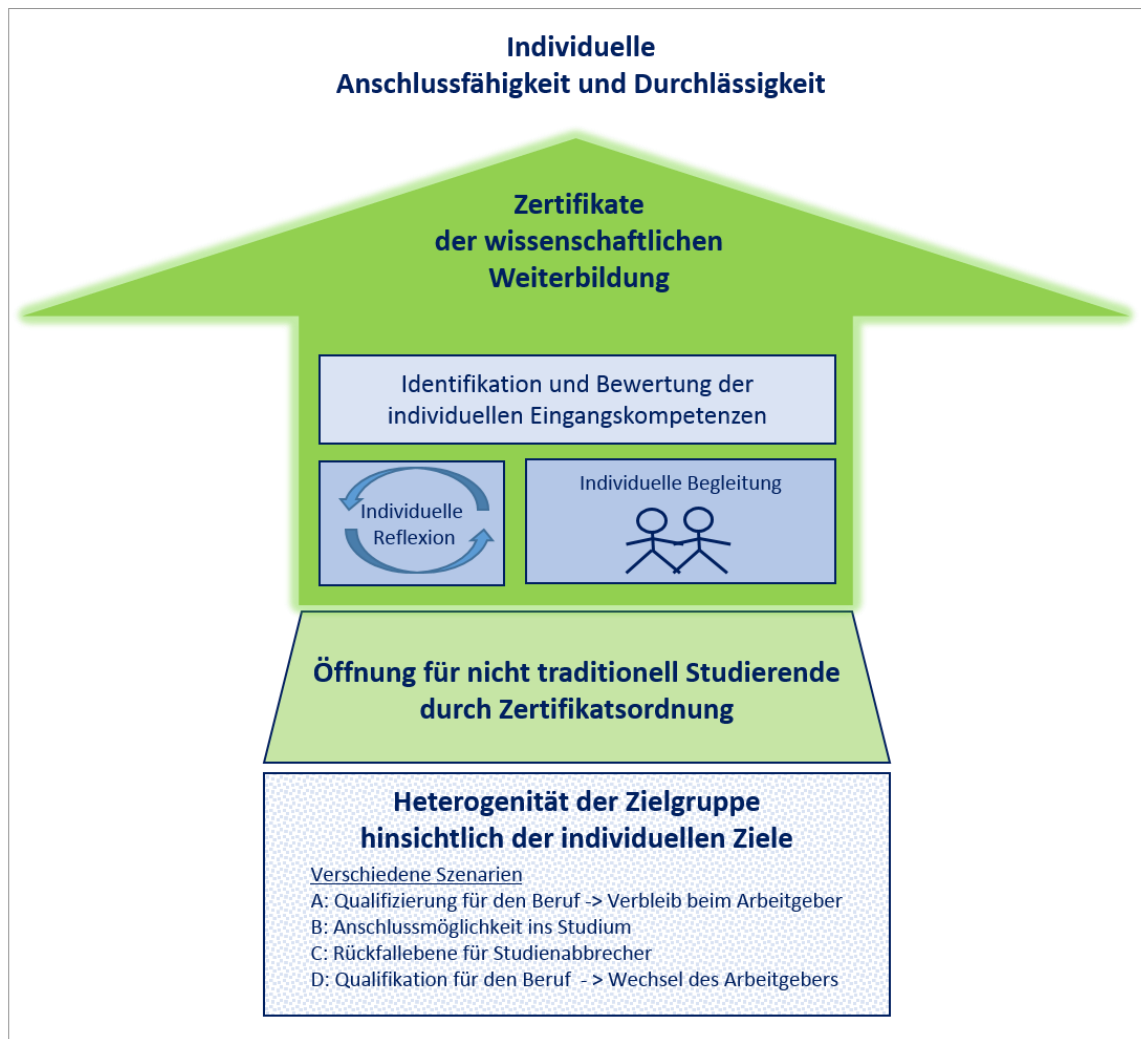 Individuelle
Anschlussfähigkeit und Durchlässigkeit
Zertifikate
der wissenschaftlichen
Weiterbildung
Identifikation und Bewertung der
individuellen Eingangskompetenzen
Individuelle
Reflexion
Individuelle Begleitung
Öffnung für nicht traditionell Studierende
durch Zertifikatsordnung
Heterogenität der Zielgruppe
hinsichtlich der individuellen Ziele
Verschiedene Szenarien
A: Qualifizierung für den Beruf -> Verbleib beim Arbeitgeber
B: Anschlussmöglichkeit ins Studium
C: Rückfallebene für Studienabbrecher
D: Qualifikation für den Beruf  - > Wechsel des Arbeitgebers